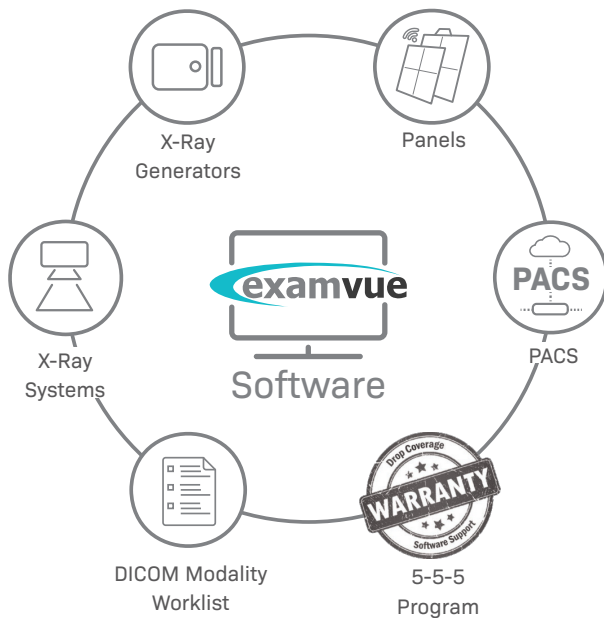 X-Ray
Generators
Panels
examvue
Software
X-Ray
Systems
PACS
PACS
DICOM Modality
Worklist
Drop Coverage
WARRANTY
Software Support
5-5-5
Program